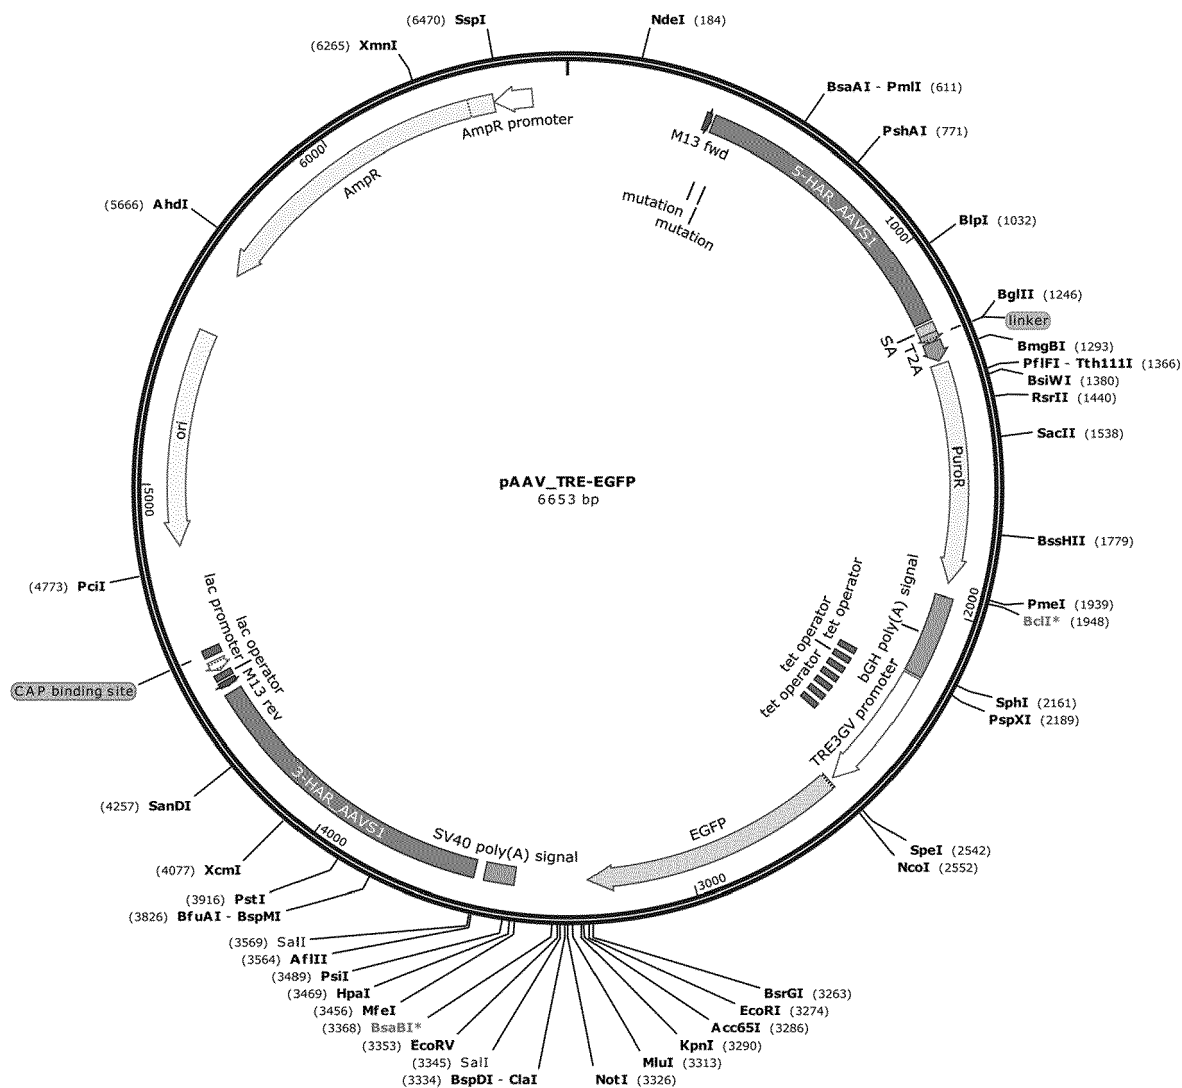 (6470) SspI
NdeI (184)
(6265) XmnI
BsaAI - PmlI (611)
PshAI (771)
AmpR promoter
M13 fwd
6000
AmpR
5-HAR_AAVS1
mutation
mutation
(5666) AhdI
1000
BlpI (1032)
BglII (1246)
linker
SA
T2A
BmgBI (1293)
PflFI - Tth111I (1366)
BsiWI (1380)
RsrII (1440)
SacII (1538)
ori
PuroR
pAAV_TRE-EGFP
6653 bp
5000
BssHII (1779)
(4773) PciI
lac promoter
lac operator
M13 rev
tet operator
tet operator
tet operator
bGH poly(A) signal
2000
PmeI (1939)
BclI* (1948)
CAP binding site
TRE3GV promoter
SphI (2161)
PspXI (2189)
(4257) SanDI
3-HAR_AAVS1
SV40 poly(A) signal
EGFP
4000
3000
SpeI (2542)
NcoI (2552)
(4077) XcmI
(3916) PstI
(3826) BfuAI - BspMI
(3569) SalI
(3564) AflII
(3489) PsiI
(3469) HpaI
(3456) MfeI
(3368) BsaBI*
(3353) EcoRV
(3345) SalI
(3334) BspDI - ClaI
BsrGI (3263)
EcoRI (3274)
Acc65I (3286)
KpnI (3290)
MluI (3313)
NotI (3326)